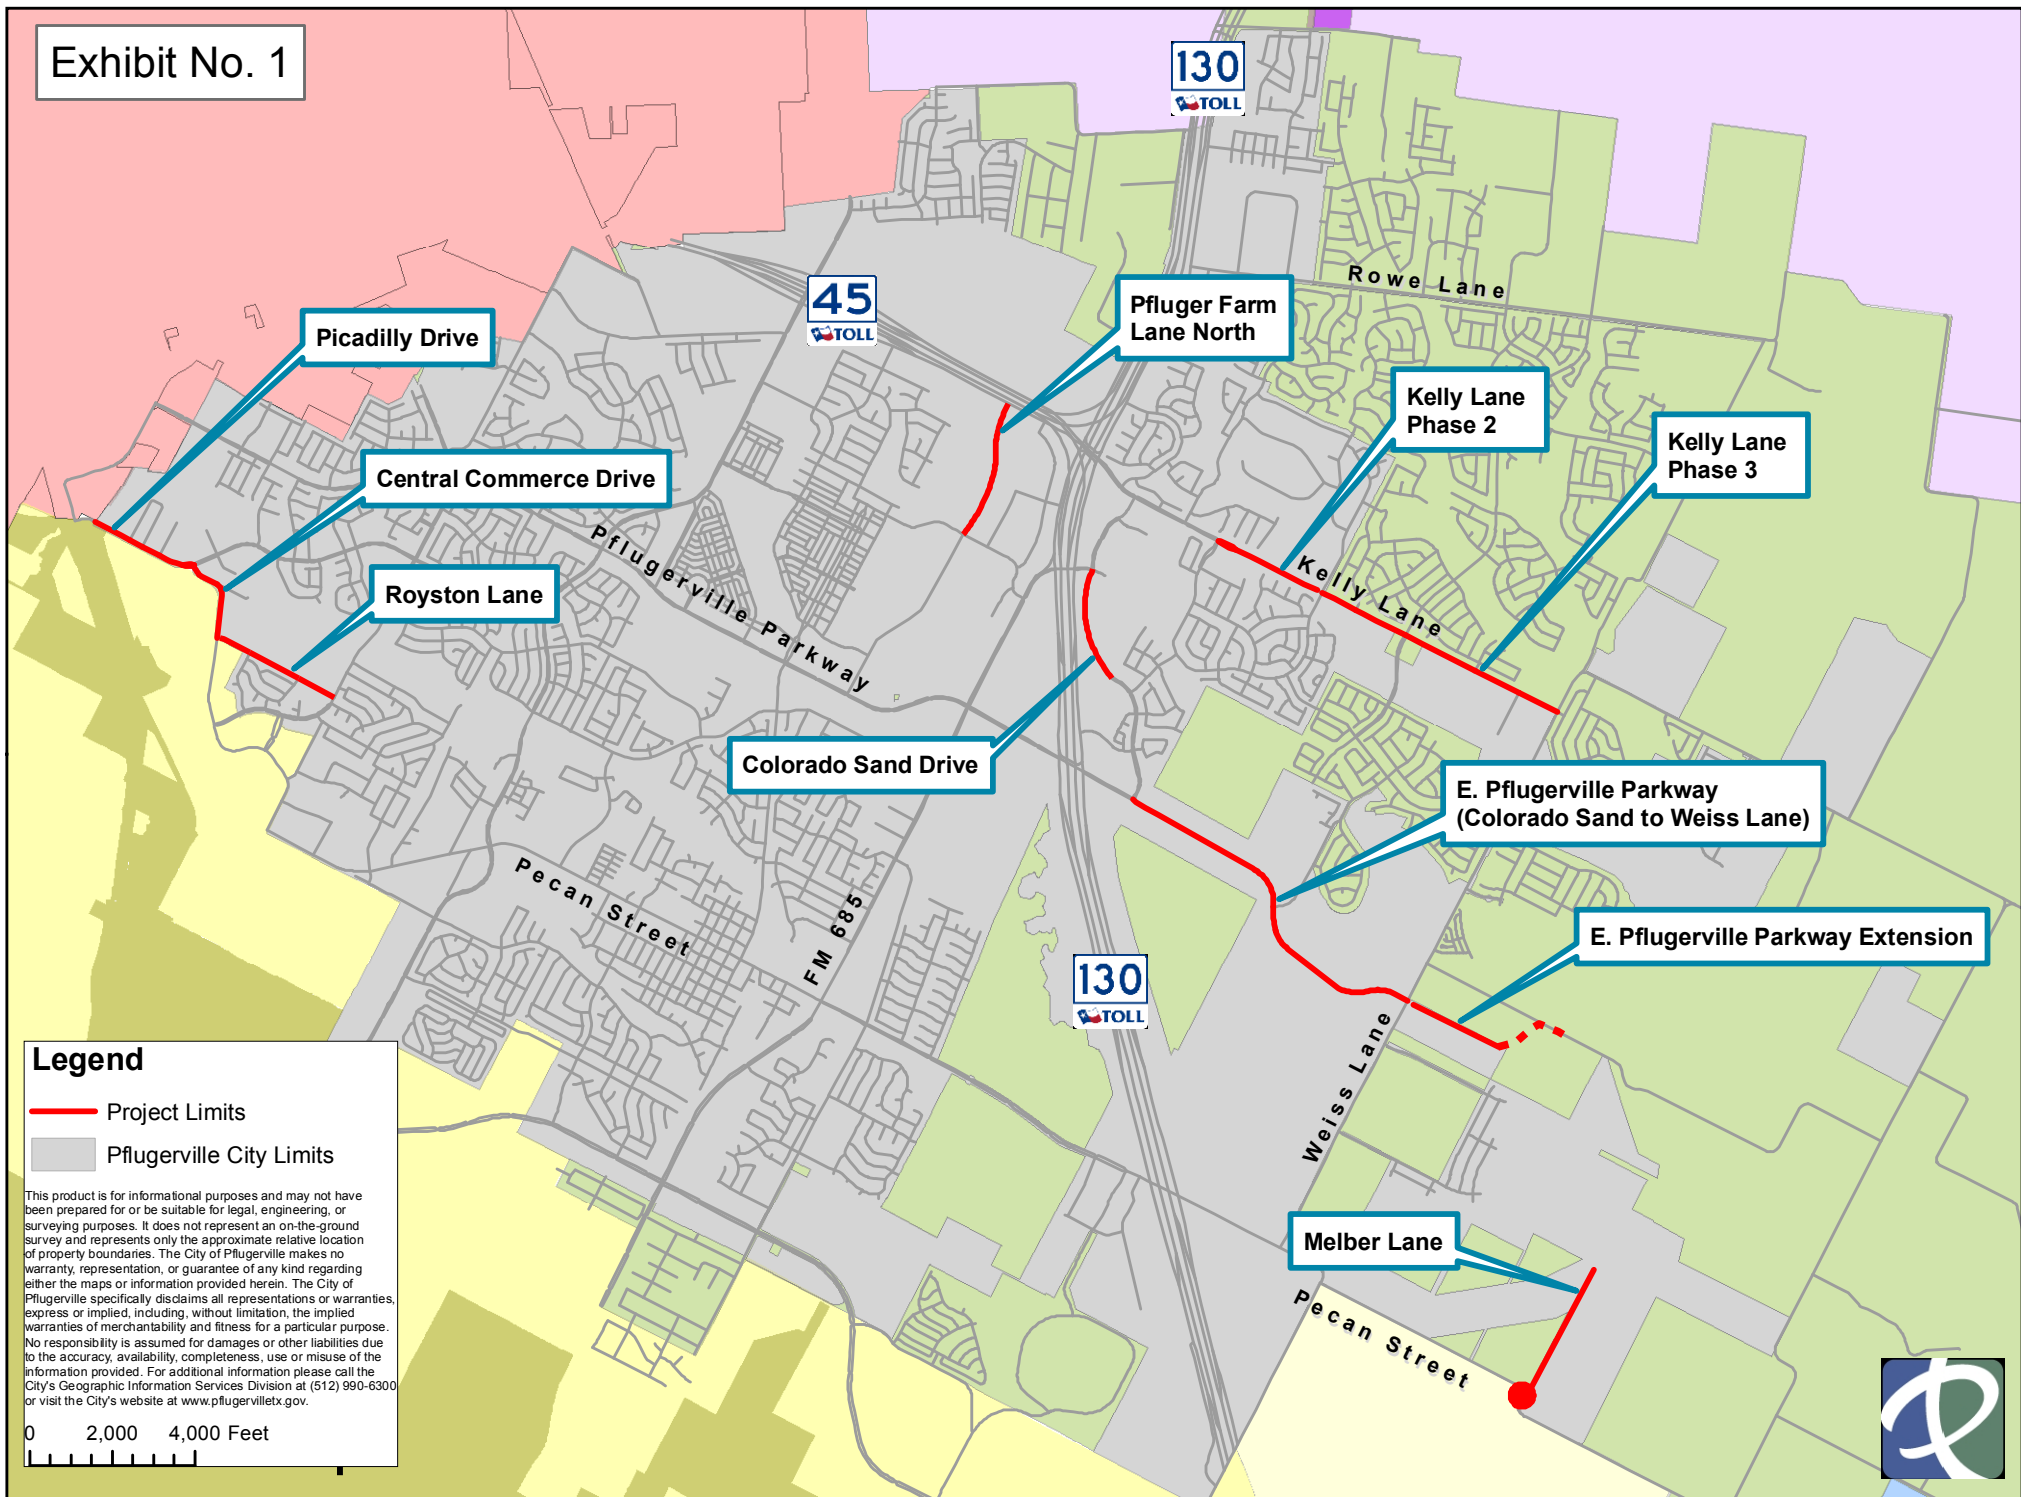 Exhibit No. 1
130
TOLL
Rowe Lane
45
TOLL
Pfluger Farm
Lane North
Picadilly Drive
Kelly Lane
Phase 2
Kelly Lane
Phase 3
Central Commerce Drive
Pflugerville Parkway
Kelly Lane
Royston Lane
Colorado Sand Drive
E. Pflugerville Parkway
(Colorado Sand to Weiss Lane)
Pecan Street
FM 685
E. Pflugerville Parkway Extension
130
TOLL
Weiss Lane
Melber Lane
Pecan Street
Legend
Project Limits
Pflugerville City Limits
This product is for informational purposes and may not have
been prepared for or be suitable for legal, engineering, or
surveying purposes. It does not represent an on-the-ground
survey and represents only the approximate relative location
of property boundaries. The City of Pflugerville makes no
warranty, representation, or guarantee of any kind regarding
either the maps or information provided herein. The City of
Pflugerville specifically disclaims all representations or warranties,
express or implied, including, without limitation, the implied
warranties of merchantability and fitness for a particular purpose.
No responsibility is assumed for damages or other liabilities due
to the accuracy, availability, completeness, use or misuse of the
information provided. For additional information please call the
City's Geographic Information Services Division at (512) 990-6300
or visit the City's website at www.pflugervilletx.gov.
0 2,000 4,000 Feet